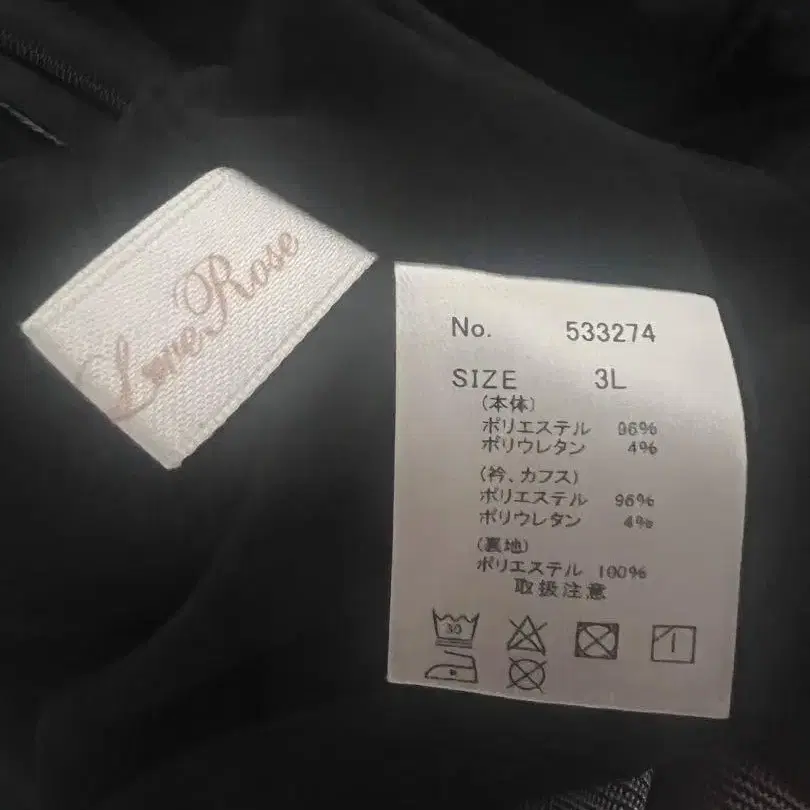 Love Rose
No. 533274
SIZE 3L
(本体)
ポリエステル 96%
ポリウレタン 4%
(衿、カフス)
ポリエステル 96%
ポリウレタン 4%
(裏地)
ポリエステル 100%
取扱注意
30